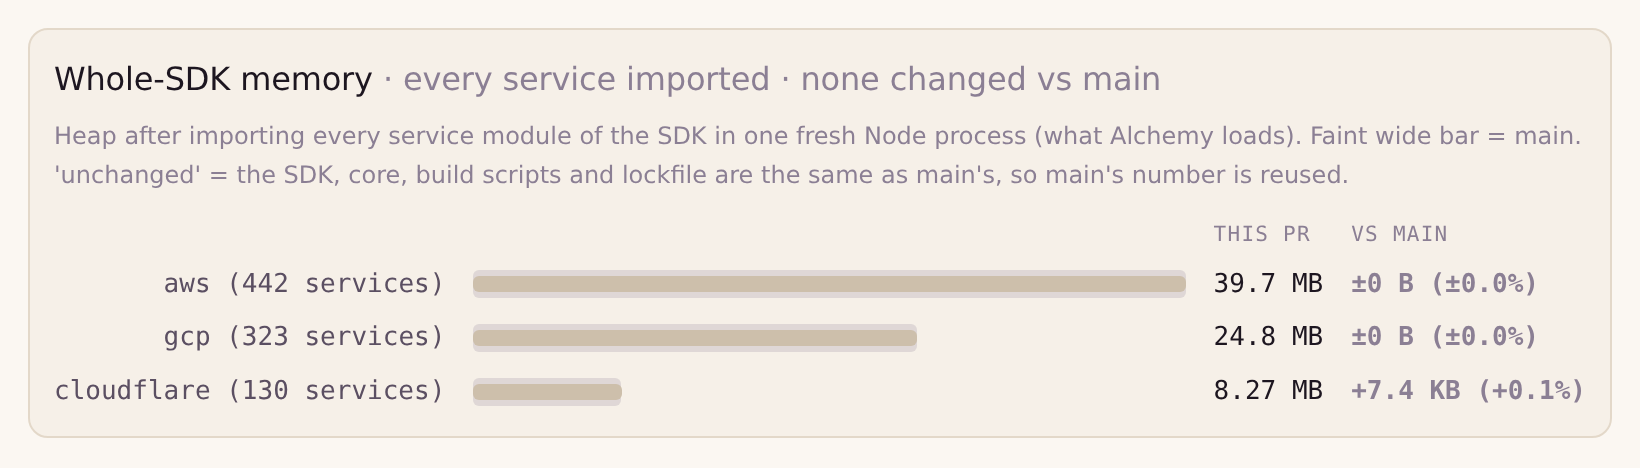 Whole-SDK memory · every service imported · none changed vs main
Heap after importing every service module of the SDK in one fresh Node process (what Alchemy loads). Faint wide bar = main.
'unchanged' = the SDK, core, build scripts and lockfile are the same as main's, so main's number is reused.
THIS PR VS MAIN
aws (442 services) 39.7 MB ±0 B (±0.0%)
gcp (323 services) 24.8 MB ±0 B (±0.0%)
cloudflare (130 services) 8.27 MB +7.4 KB (+0.1%)